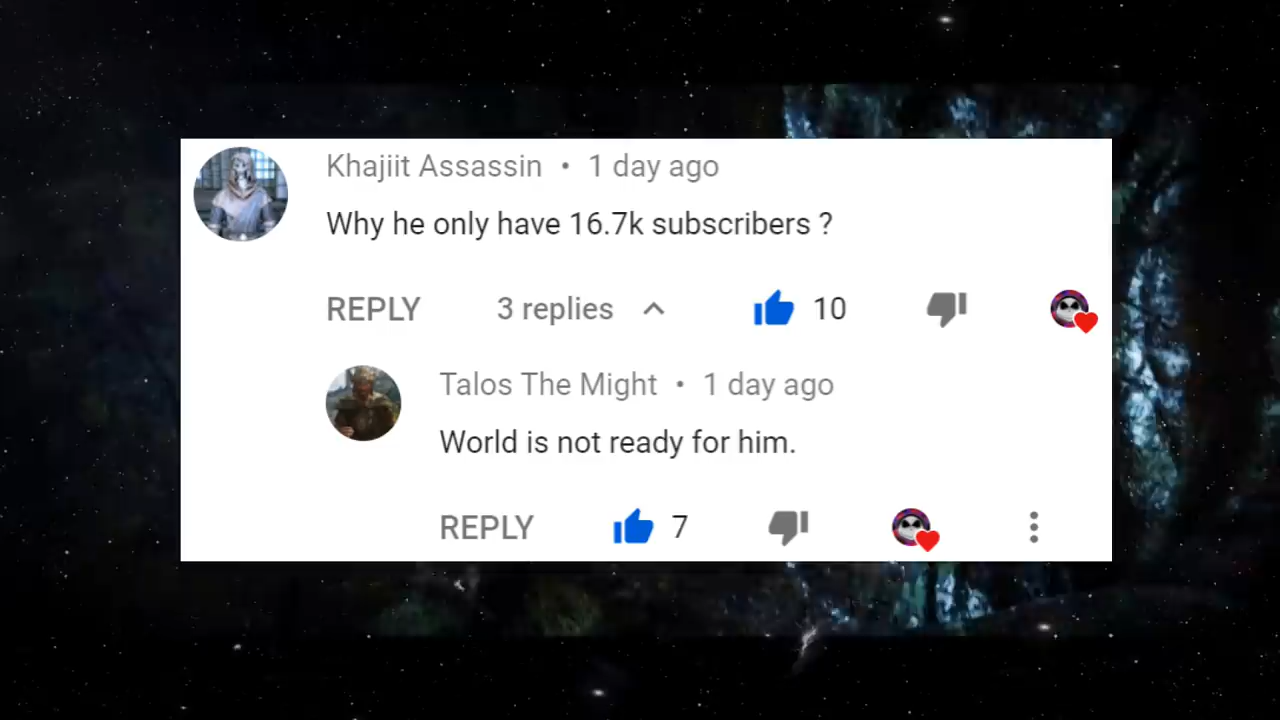 Khajiit Assassin • 1 day ago
Why he only have 16.7k subscribers ?
REPLY 3 replies 10
Talos The Might • 1 day ago
World is not ready for him.
REPLY 7